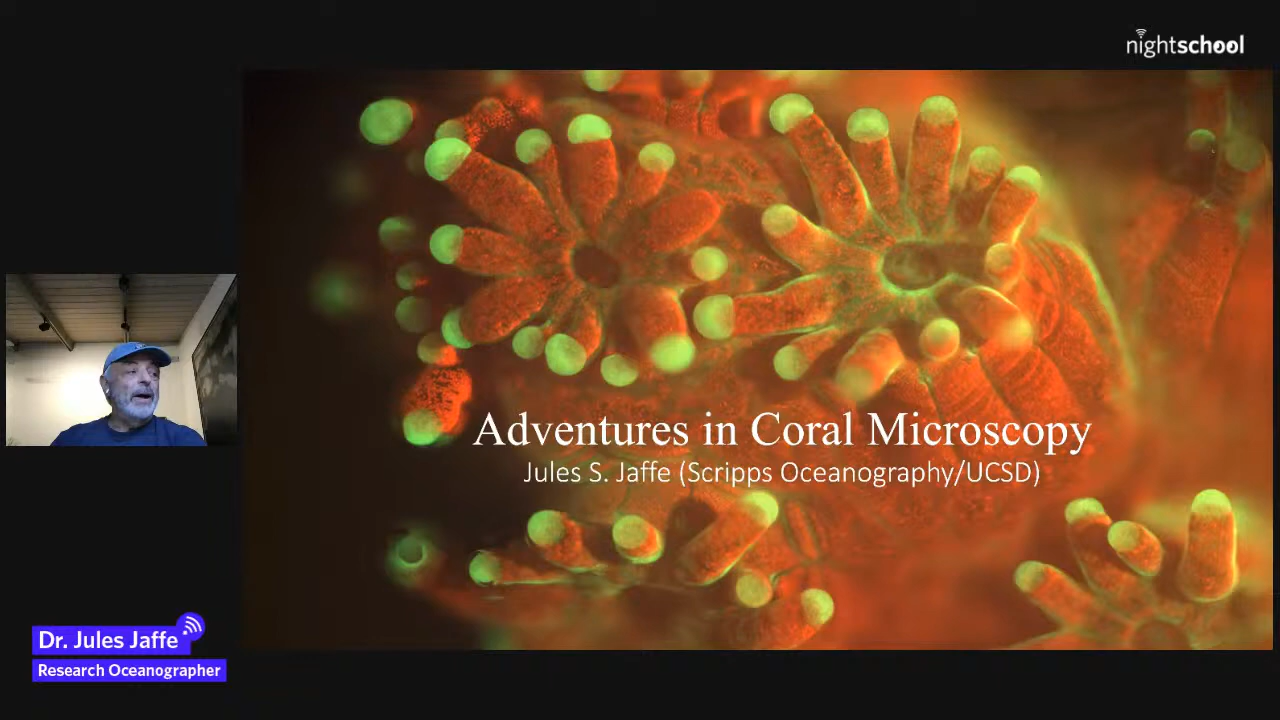 nightschool
Adventures in Coral Microscopy
Jules S. Jaffe (Scripps Oceanography/UCSD)
Dr. Jules Jaffe
Research Oceanographer